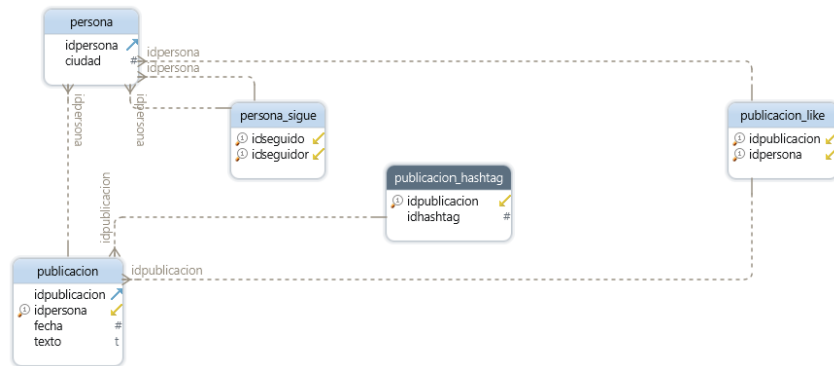 persona
idpersona
ciudad #
idpersona
idpersona
idpersona
idpersona
persona_sigue
idseguido
idseguidor
publicacion_like
idpublicacion
idpersona
publicacion_hashtag
idpublicacion
idhashtag #
idpublicacion
idpublicacion
publicacion
idpublicacion
idpersona
fecha #
texto t